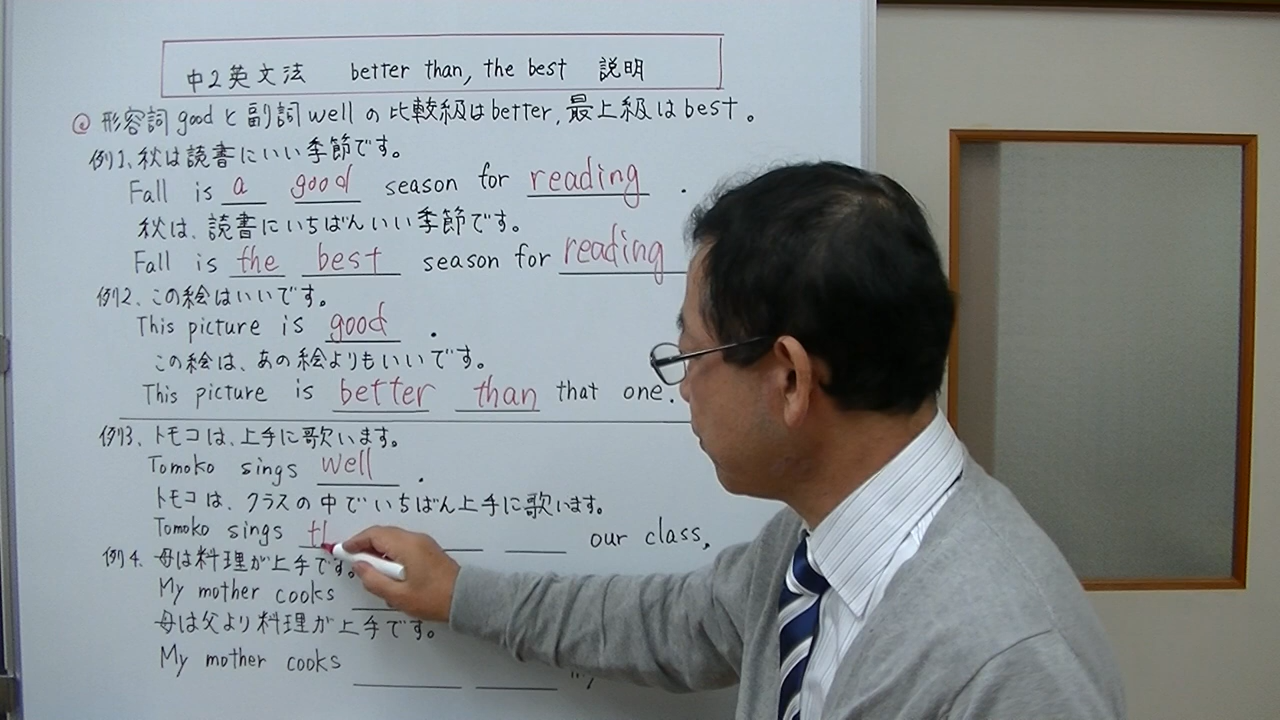 中2英文法 better than, the best 説明
◎形容詞goodと副詞wellの比較級はbetter,最上級はbest。
例1、秋は読書にいい季節です。
Fall is a good season for reading .
秋は、読書にいちばんいい季節です。
Fall is the best season for reading
例2、この絵はいいです。
This picture is good .
この絵は、あの絵よりもいいです。
This picture is better than that one.
例3、トモコは、上手に歌います。
Tomoko sings well .
トモコは、クラスの中でいちばん上手に歌います。
Tomoko sings th our class.
例4、母は料理が上手です。
My mother cooks
母は父より料理が上手です。
My mother cooks